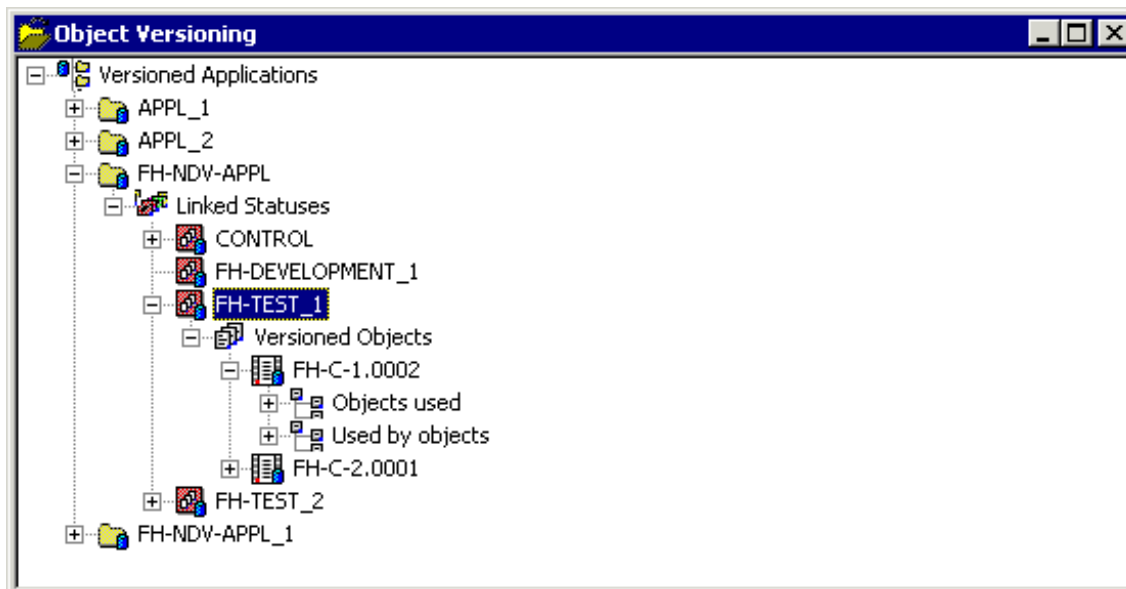 Object Versioning
Versioned Applications
APPL_1
APPL_2
FH-NDV-APPL
Linked Statuses
CONTROL
FH-DEVELOPMENT_1
FH-TEST_1
Versioned Objects
FH-C-1.0002
Objects used
Used by objects
FH-C-2.0001
FH-TEST_2
FH-NDV-APPL_1